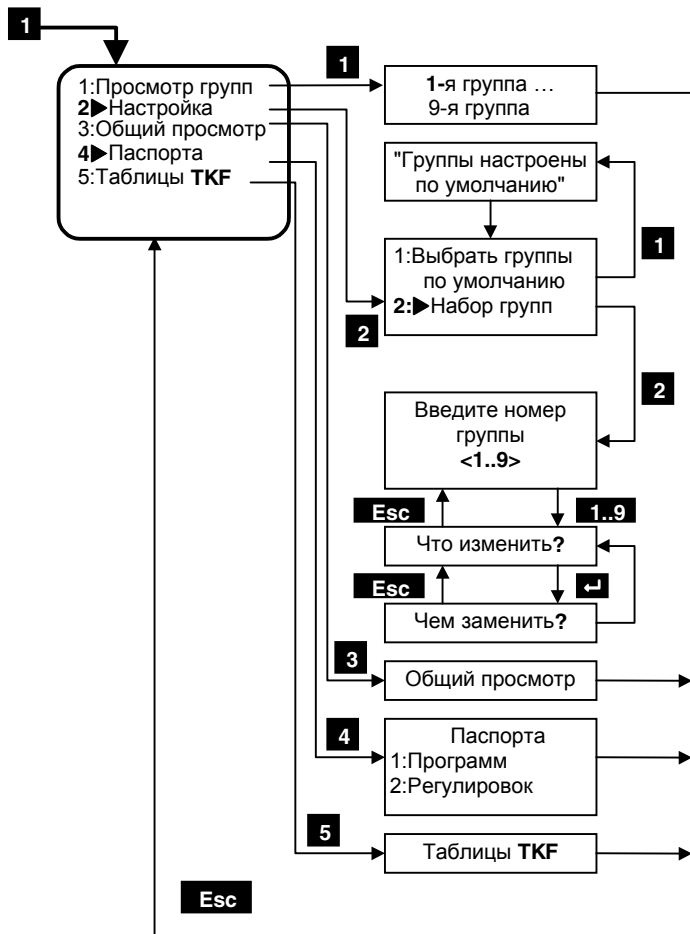 1
1:Просмотр групп
2▶Настройка
3:Общий просмотр
4▶Паспорта
5:Таблицы TKF
1
1-я группа ...
9-я группа
"Группы настроены
по умолчанию"
1
1:Выбрать группы
по умолчанию
2:▶Набор групп
2
2
Введите номер
группы
<1..9>
Esc
1..9
Что изменить?
Esc
↵
Чем заменить?
3
Общий просмотр
4
Паспорта
1:Программ
2:Регулировок
5
Таблицы TKF
Esc